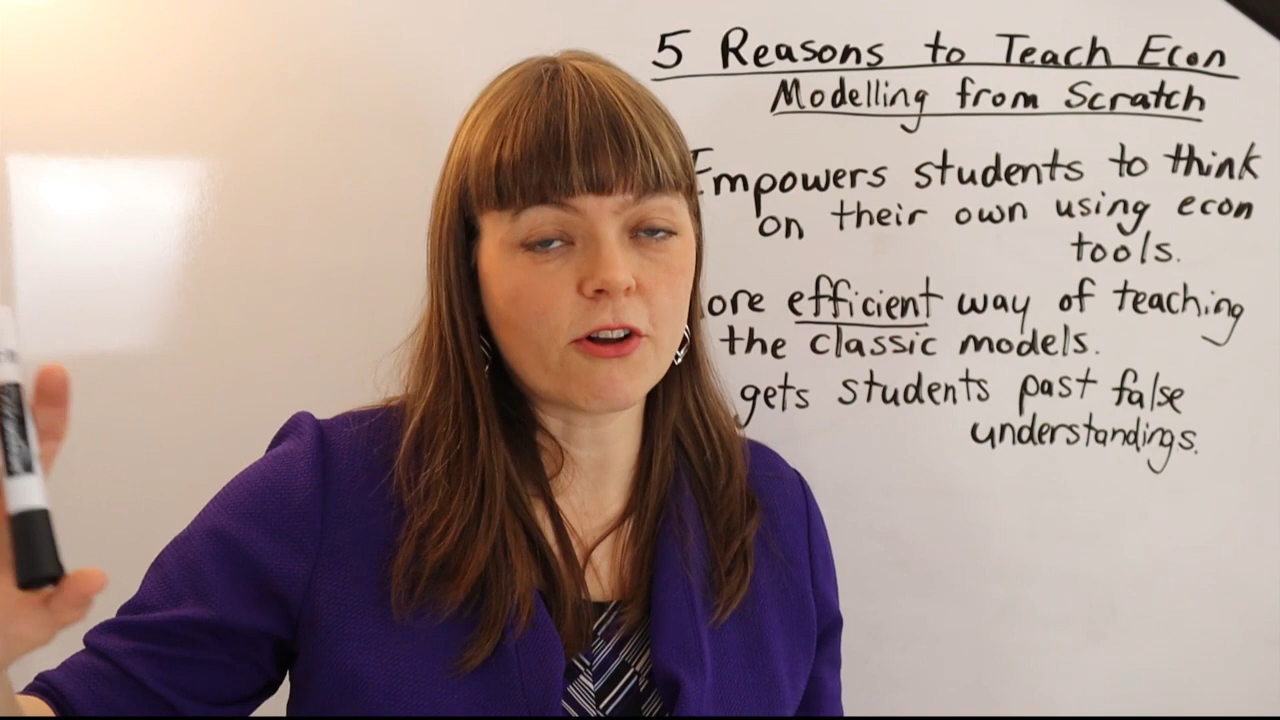 5 Reasons to Teach Econ
Modelling from Scratch
Empowers students to think
on their own using econ
tools.
ore efficient way of teaching
the classic models.
gets students past false
understandings.